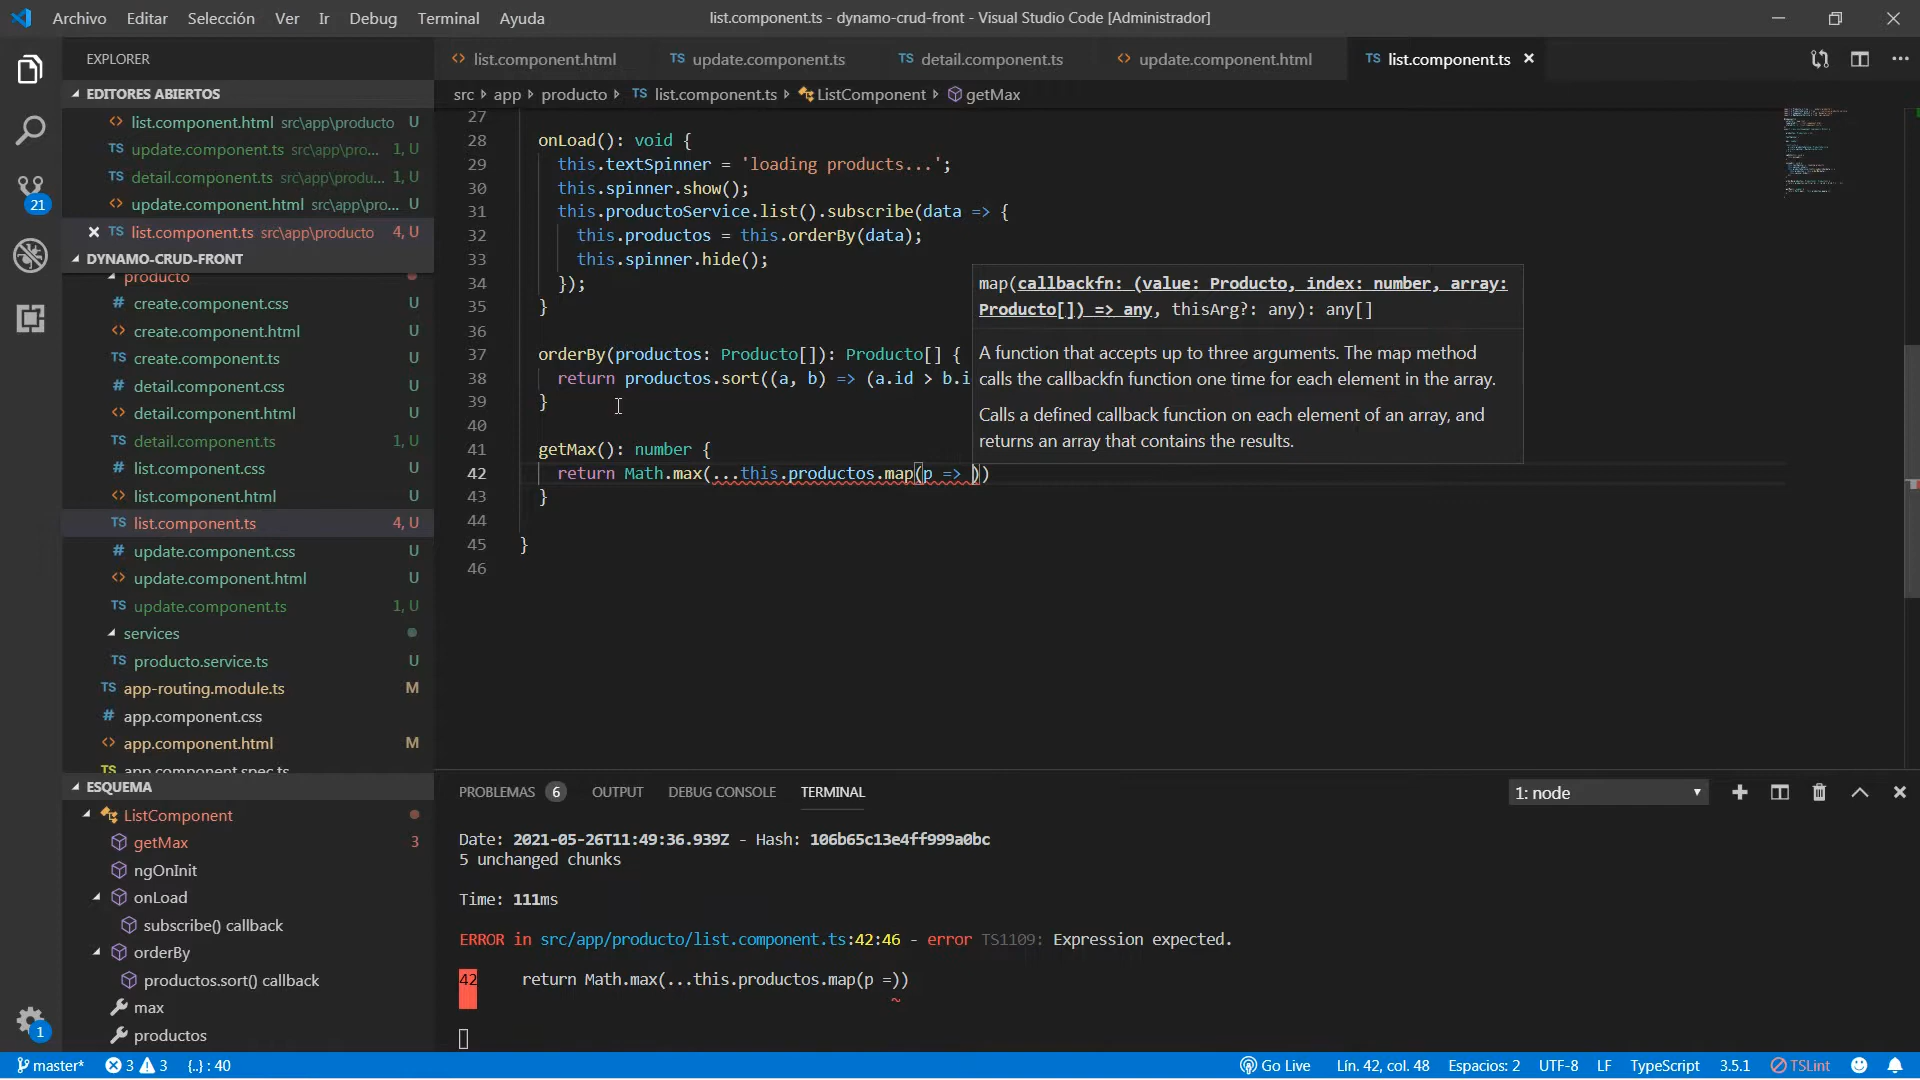 Archivo Editar Selección Ver Ir Debug Terminal Ayuda
list.component.ts - dynamo-crud-front - Visual Studio Code [Administrador]
EXPLORER
EDITORES ABIERTOS
list.component.html src\app\producto U
update.component.ts src\app\pro... 1, U
detail.component.ts src\app\produ... 1, U
update.component.html src\app\pro... U
list.component.ts src\app\producto 4, U
DYNAMO-CRUD-FRONT
producto
create.component.css U
create.component.html U
create.component.ts U
detail.component.css U
detail.component.html U
detail.component.ts 1, U
list.component.css U
list.component.html U
list.component.ts 4, U
update.component.css U
update.component.html U
update.component.ts 1, U
services
producto.service.ts U
app-routing.module.ts M
app.component.css
app.component.html M
app.component.spec.ts
ESQUEMA
ListComponent
getMax 3
ngOnInit
onLoad
subscribe() callback
orderBy
productos.sort() callback
max
productos
21
1
list.component.html
TS update.component.ts
TS detail.component.ts
update.component.html
TS list.component.ts
src app producto TS list.component.ts ListComponent getMax
27
28 onLoad(): void {
29 this.textSpinner = 'loading products...';
30 this.spinner.show();
31 this.productoService.list().subscribe(data => {
32 this.productos = this.orderBy(data);
33 this.spinner.hide();
34 });
35 }
36
37 orderBy(productos: Producto[]): Producto[] {
38 return productos.sort((a, b) => (a.id > b.i
39 }
40
41 getMax(): number {
42 return Math.max(...this.productos.map(p => ))
43 }
44
45 }
46
map(callbackfn: (value: Producto, index: number, array:
Producto[]) => any, thisArg?: any): any[]
A function that accepts up to three arguments. The map method
calls the callbackfn function one time for each element in the array.
Calls a defined callback function on each element of an array, and
returns an array that contains the results.
PROBLEMAS 6 OUTPUT DEBUG CONSOLE TERMINAL 1: node
Date: 2021-05-26T11:49:36.939Z - Hash: 106b65c13e4ff999a0bc
5 unchanged chunks
Time: 111ms
ERROR in src/app/producto/list.component.ts:42:46 - error TS1109: Expression expected.
42 return Math.max(...this.productos.map(p =))
~
master* 3 3 {..} : 40 Go Live Lín. 42, col. 48 Espacios: 2 UTF-8 LF TypeScript 3.5.1 TSLint